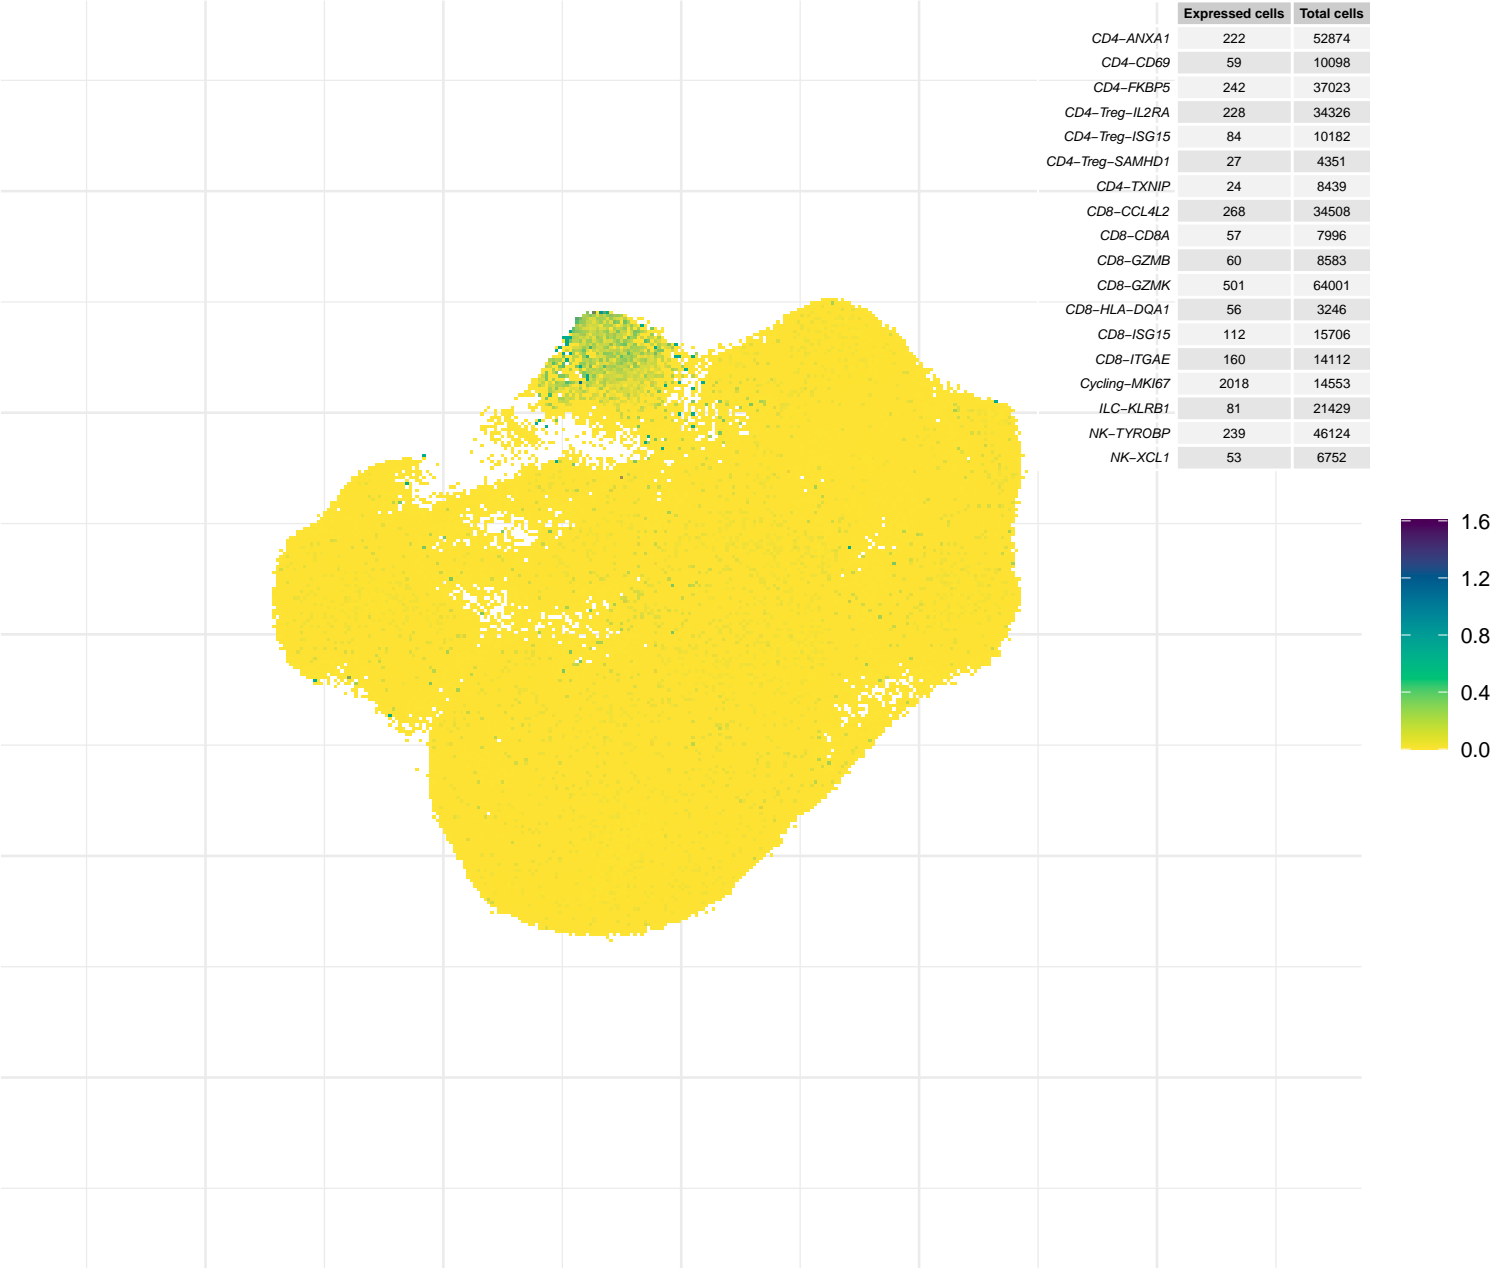 Expressed cells Total cells
CD4−ANXA1 222 52874
CD4−CD69 59 10098
CD4−FKBP5 242 37023
CD4−Treg−IL2RA 228 34326
CD4−Treg−ISG15 84 10182
CD4−Treg−SAMHD1 27 4351
CD4−TXNIP 24 8439
CD8−CCL4L2 268 34508
CD8−CD8A 57 7996
CD8−GZMB 60 8583
CD8−GZMK 501 64001
CD8−HLA−DQA1 56 3246
CD8−ISG15 112 15706
CD8−ITGAE 160 14112
Cycling−MKI67 2018 14553
ILC−KLRB1 81 21429
NK−TYROBP 239 46124
NK−XCL1 53 6752
1.6
1.2
0.8
0.4
0.0